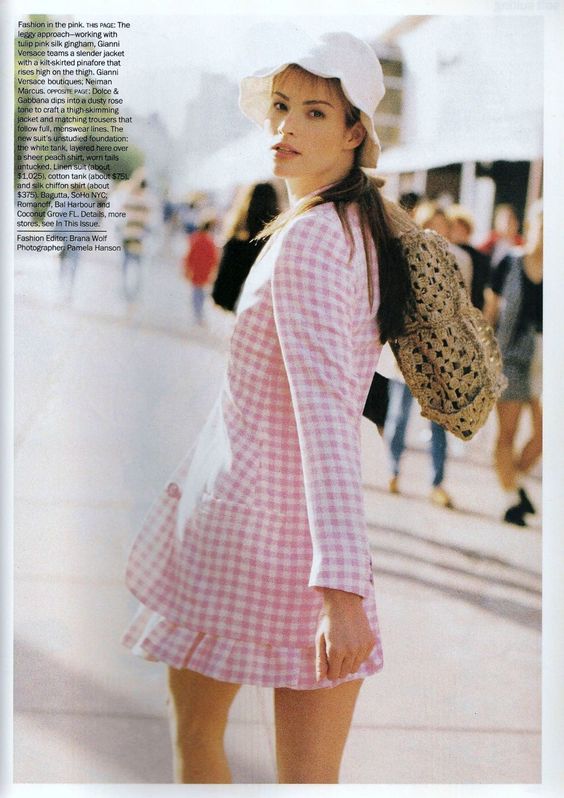 Fashion in the pink. THIS PAGE: The
leggy approach—working with
tulip pink silk gingham, Gianni
Versace teams a slender jacket
with a kilt-skirted pinafore that
rises high on the thigh. Gianni
Versace boutiques; Neiman
Marcus. OPPOSITE PAGE: Dolce &
Gabbana dips into a dusty rose
tone to craft a thigh-skimming
jacket and matching trousers that
follow full, menswear lines. The
new suit's unstudied foundation:
the white tank, layered here over
a sheer peach shirt, worn tails
untucked. Linen suit (about
$1,025), cotton tank (about $75),
and silk chiffon shirt (about
$375). Bagutta, SoHo NYC;
Romanoff, Bal Harbour and
Coconut Grove FL. Details, more
stores, see In This Issue.
Fashion Editor: Brana Wolf
Photographer: Pamela Hanson